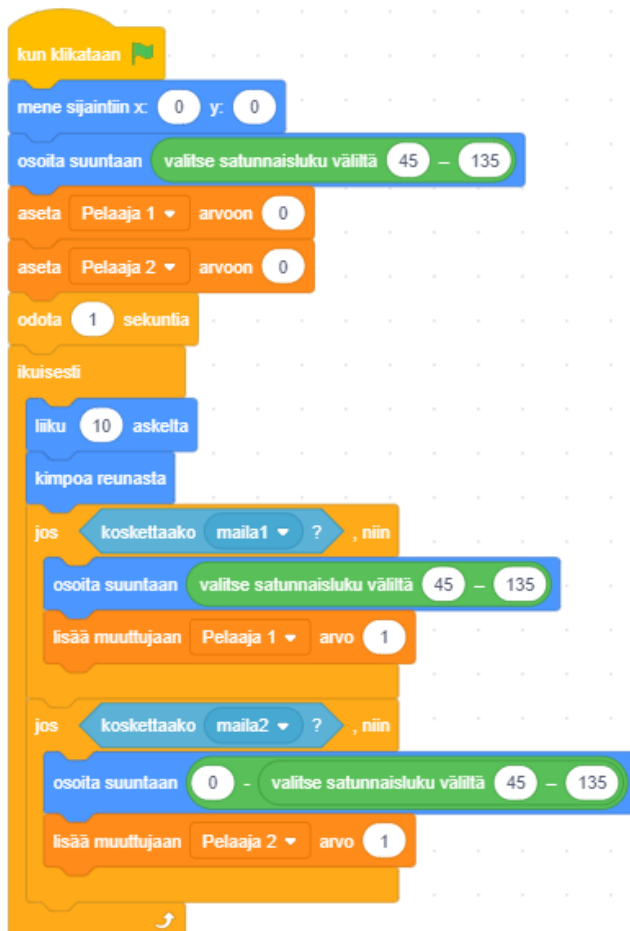 kun klikataan
mene sijaintiin x: 0 y: 0
osoita suuntaan valitse satunnaisluku väliltä 45 – 135
aseta Pelaaja 1 arvoon 0
aseta Pelaaja 2 arvoon 0
odota 1 sekuntia
ikuisesti
liiku 10 askelta
kimpoa reunasta
jos koskettaako maila1 ? , niin
osoita suuntaan valitse satunnaisluku väliltä 45 – 135
lisää muuttujaan Pelaaja 1 arvo 1
jos koskettaako maila2 ? , niin
osoita suuntaan 0 - valitse satunnaisluku väliltä 45 – 135
lisää muuttujaan Pelaaja 2 arvo 1